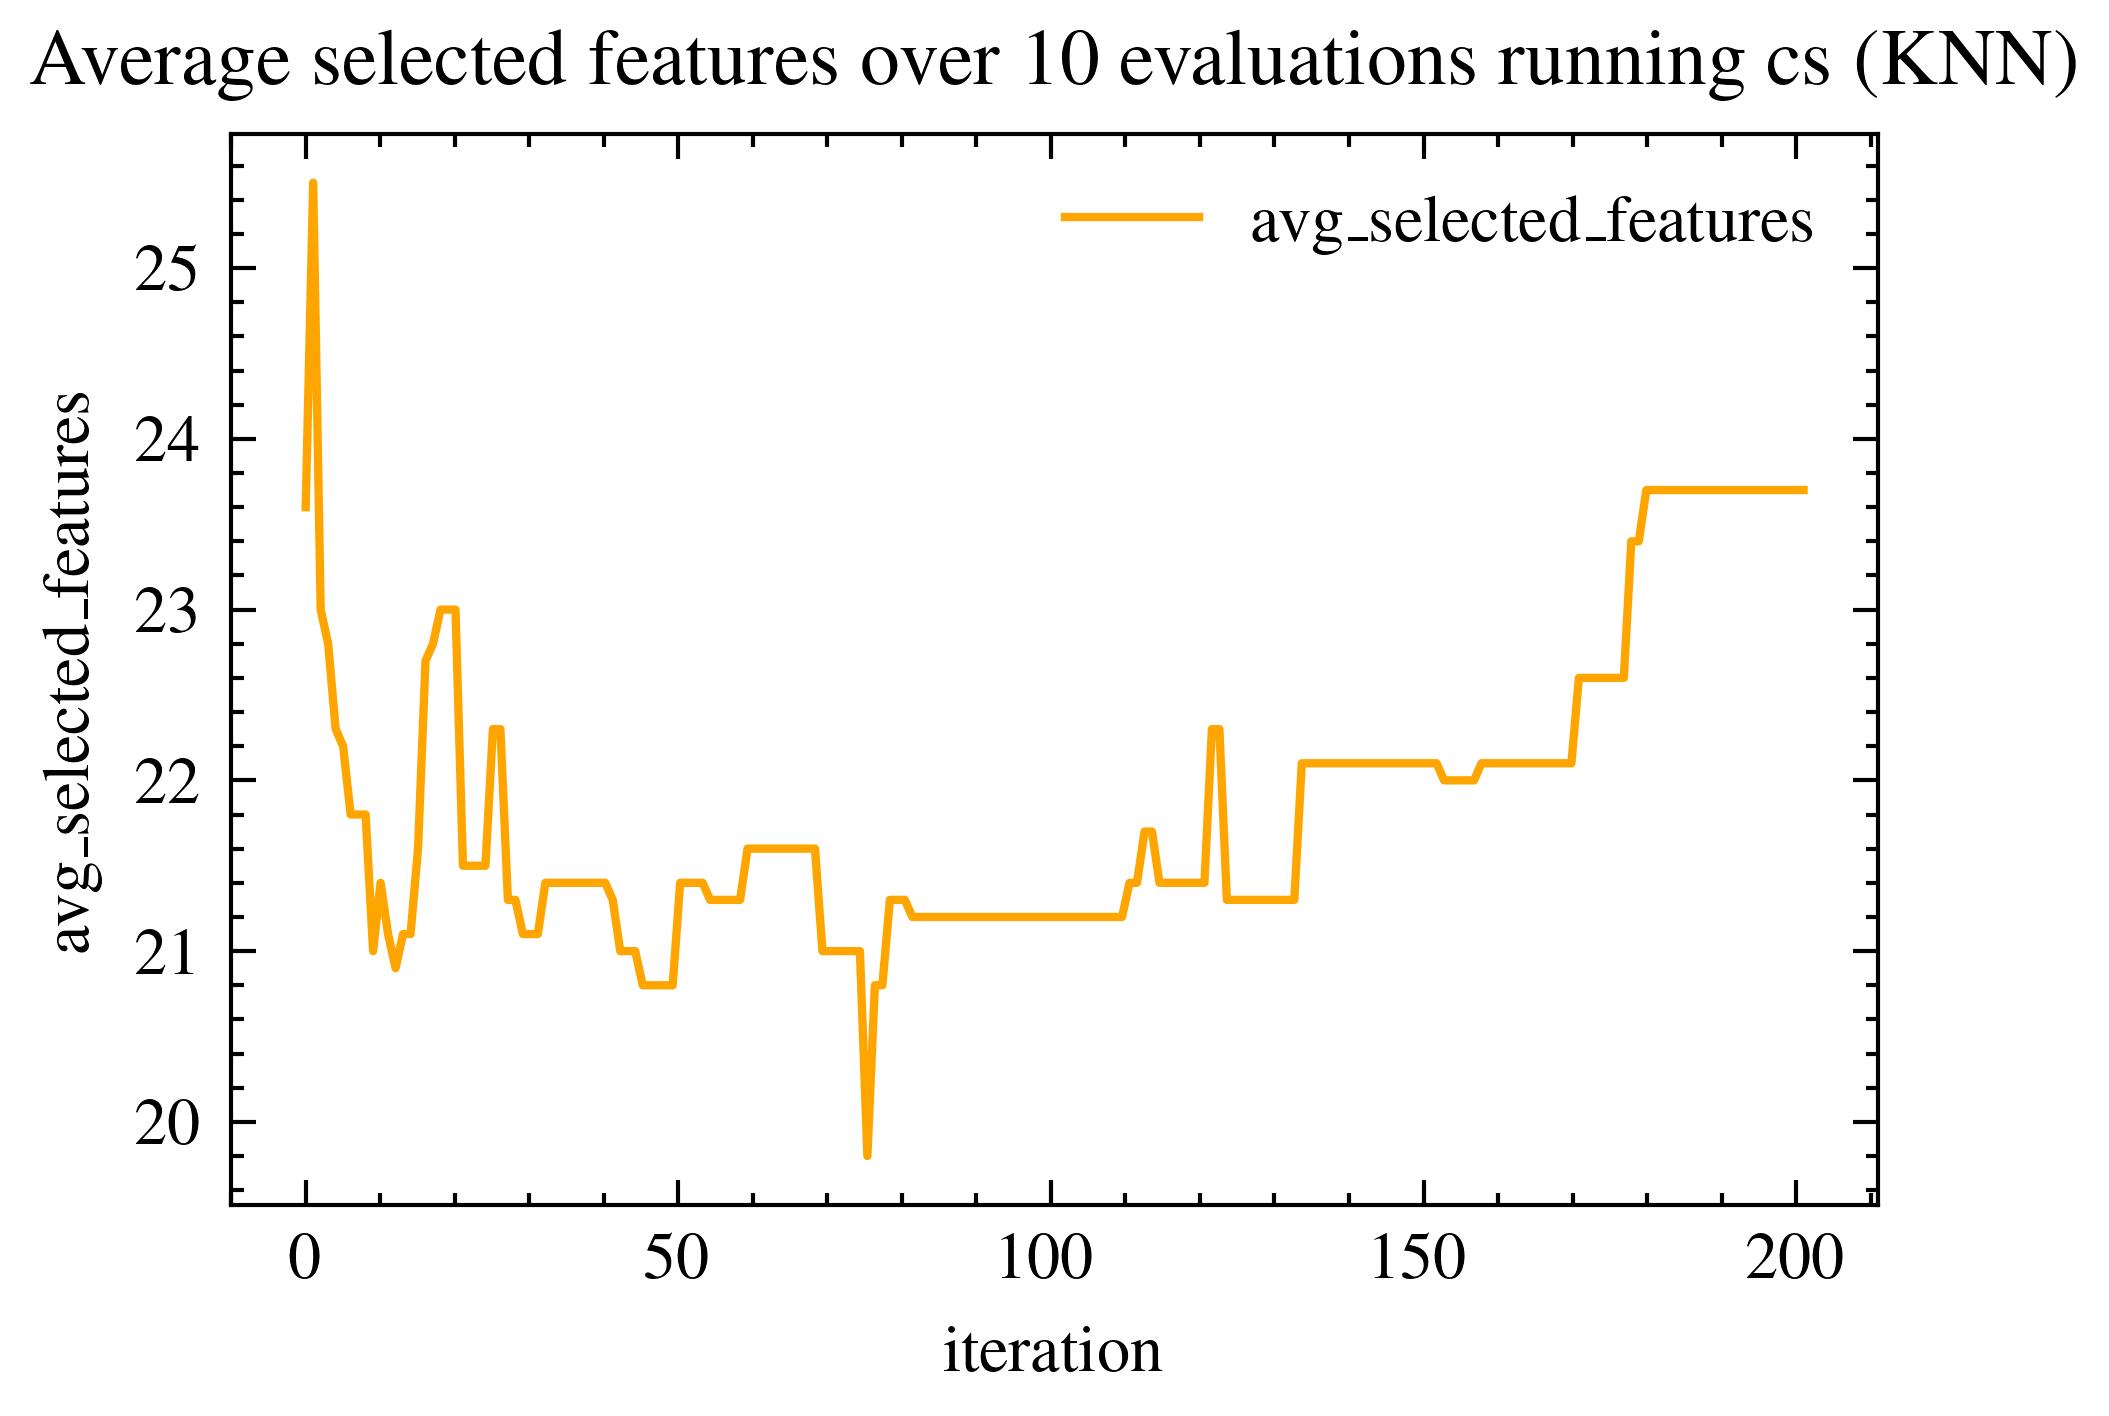 Average selected features over 10 evaluations running cs (KNN)
avg_selected_features
25
24
23
22
21
20
avg_selected_features
0 50 100 150 200
iteration